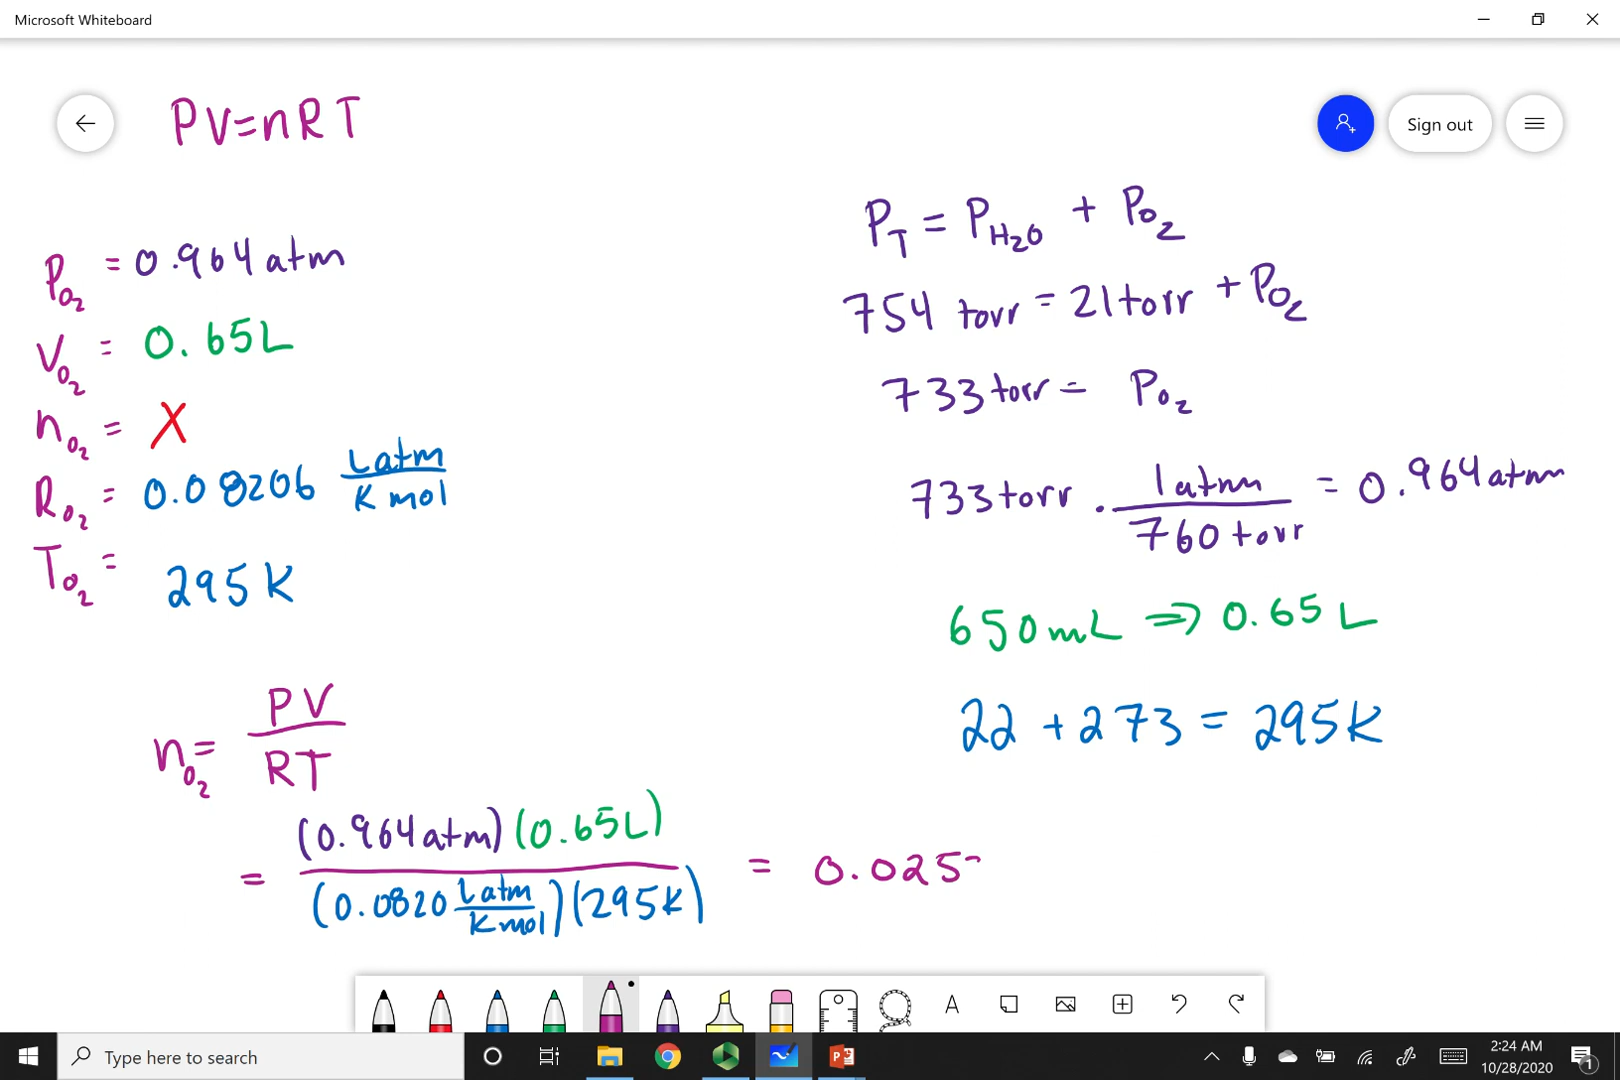 Microsoft Whiteboard
PV=nRT
Sign out
P_O₂ = 0.964 atm
V_O₂ = 0.65L
n_O₂ = X
R_O₂ = 0.08206 Latm / K mol
T_O₂ = 295 K
n_O₂ = PV / RT
= (0.964 atm)(0.65L) / (0.0820 Latm / K mol)(295K) = 0.025
P_T = P_H₂O + P_O₂
754 torr = 21 torr + P_O₂
733 torr = P_O₂
733 torr · 1 atm / 760 torr = 0.964 atm
650 mL ⇒ 0.65 L
22 + 273 = 295 K
A
Type here to search
2:24 AM
10/28/2020
1